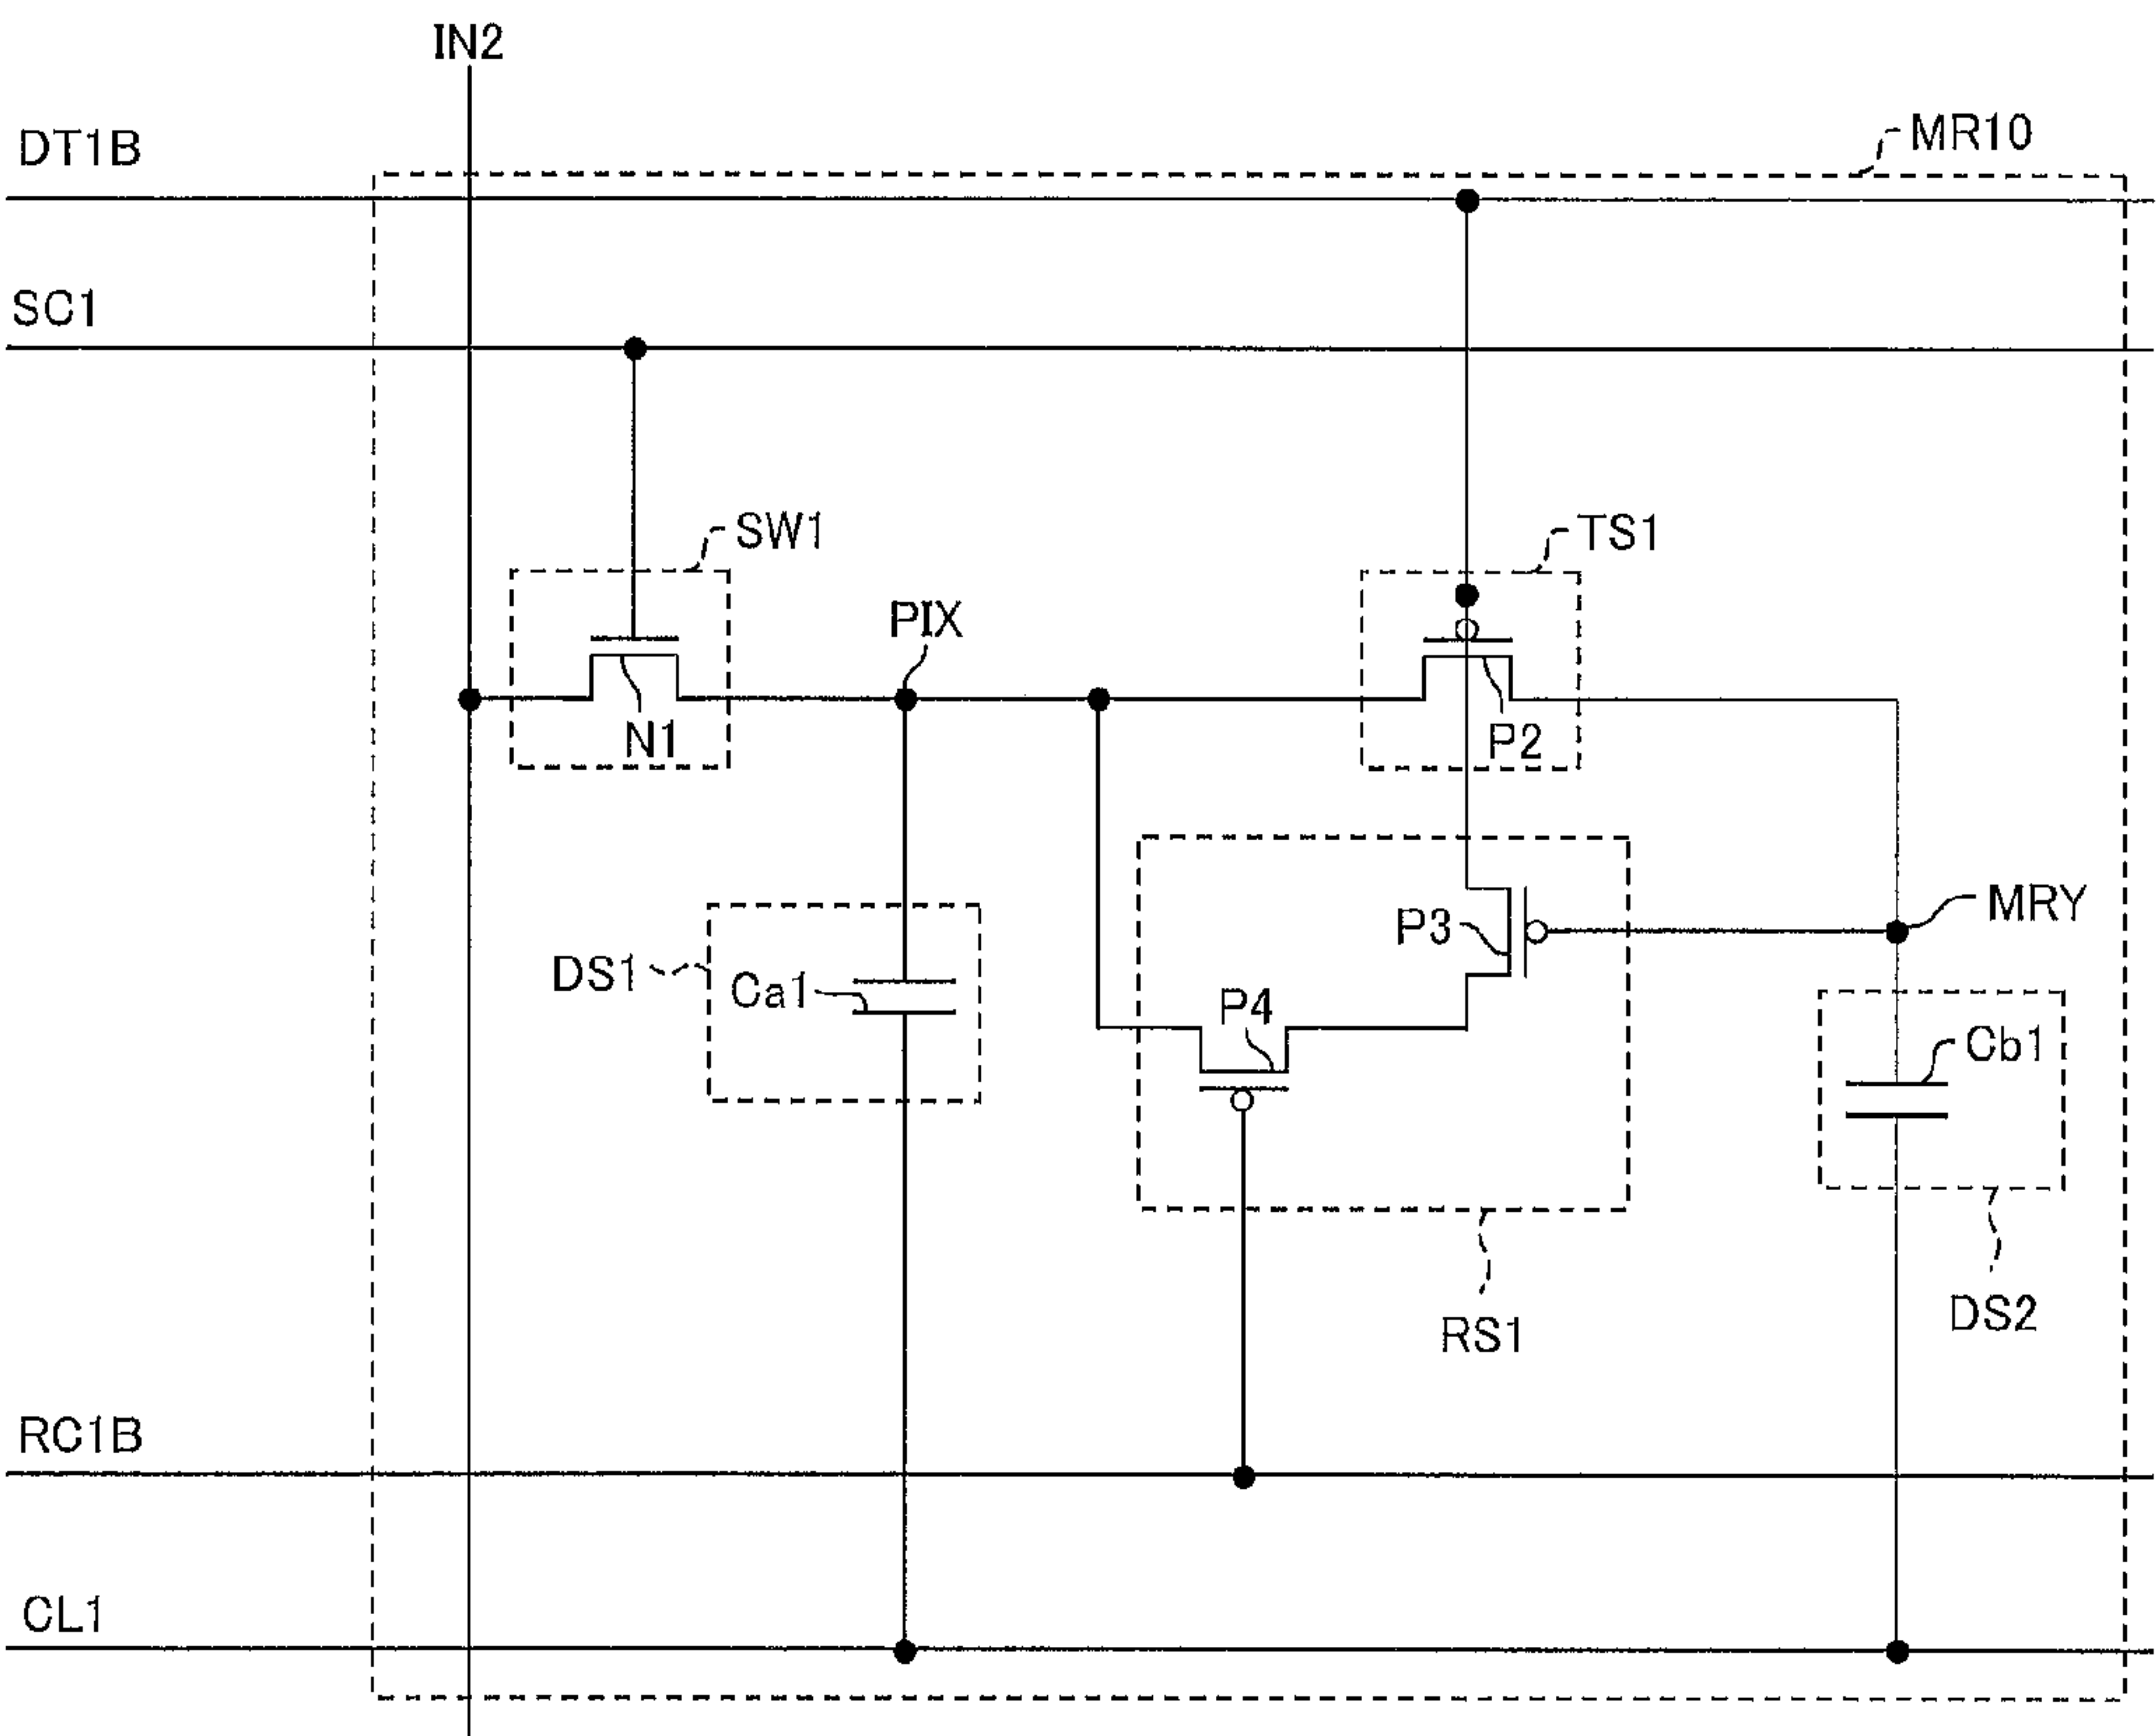 IN2
DT1B
MR10
SC1
SW1
TS1
PIX
N1
P2
P3
MRY
DS1
Ca1
P4
Cb1
RS1
DS2
RC1B
CL1